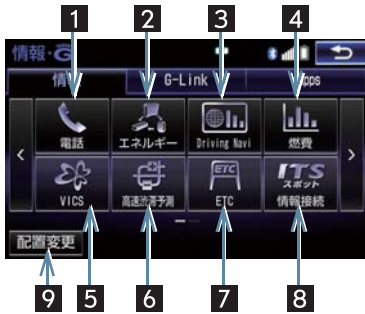 1 2 3 4
情報・G
情 G-Link pps
電話 エネルギー Driving Navi 燃費
ETC ITS スポット
VICS 高速渋滞予測 ETC 情報接続
配置変更
9 5 6 7 8